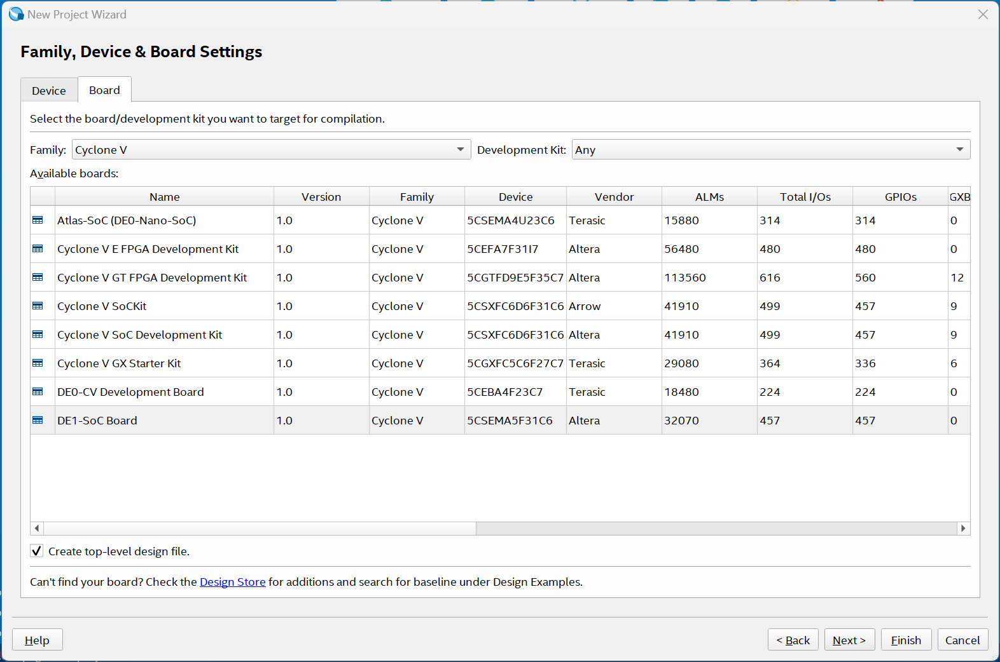 New Project Wizard
Family, Device & Board Settings
Device Board
Select the board/development kit you want to target for compilation.
Family: Cyclone V Development Kit: Any
Available boards:
Name Version Family Device Vendor ALMs Total I/Os GPIOs GXB
Atlas-SoC (DE0-Nano-SoC) 1.0 Cyclone V 5CSEMA4U23C6 Terasic 15880 314 314 0
Cyclone V E FPGA Development Kit 1.0 Cyclone V 5CEFA7F31I7 Altera 56480 480 480 0
Cyclone V GT FPGA Development Kit 1.0 Cyclone V 5CGTFD9E5F35C7 Altera 113560 616 560 12
Cyclone V SoCKit 1.0 Cyclone V 5CSXFC6D6F31C6 Arrow 41910 499 457 9
Cyclone V SoC Development Kit 1.0 Cyclone V 5CSXFC6D6F31C6 Altera 41910 499 457 9
Cyclone V GX Starter Kit 1.0 Cyclone V 5CGXFC5C6F27C7 Terasic 29080 364 336 6
DE0-CV Development Board 1.0 Cyclone V 5CEBA4F23C7 Terasic 18480 224 224 0
DE1-SoC Board 1.0 Cyclone V 5CSEMA5F31C6 Altera 32070 457 457 0
Create top-level design file.
Can't find your board? Check the Design Store for additions and search for baseline under Design Examples.
Help < Back Next > Finish Cancel